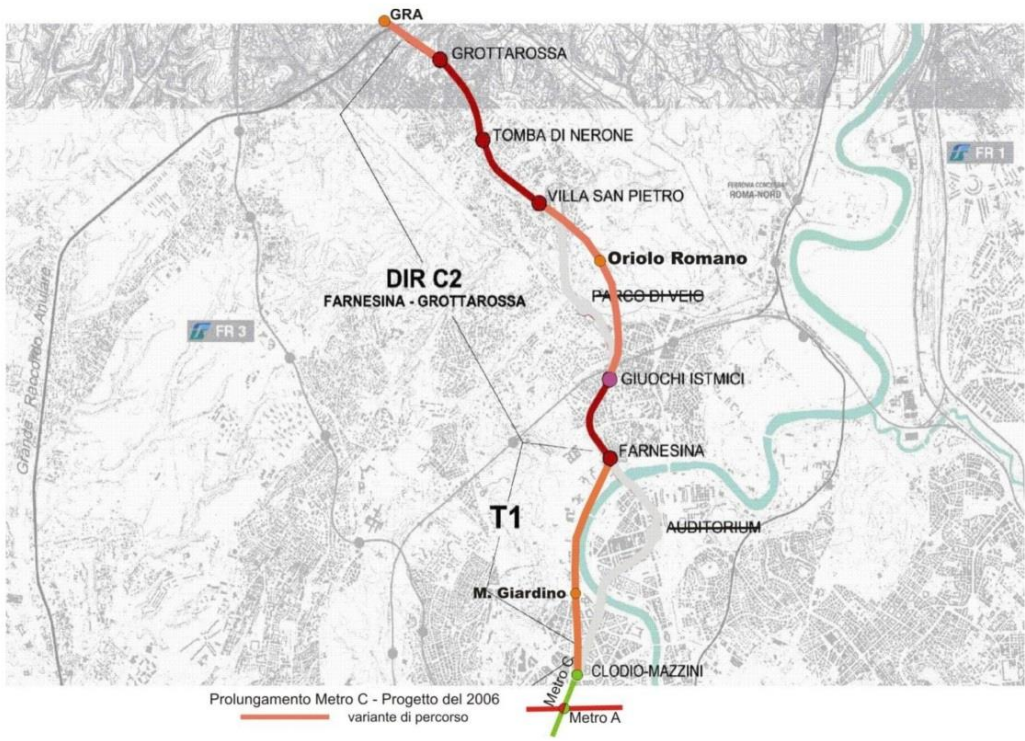 GRA
GROTTAROSSA
TOMBA DI NERONE
FR 1
VILLA SAN PIETRO
FERROVIA CONCESSA
ROMA-NORD
Oriolo Romano
DIR C2
FARNESINA - GROTTAROSSA
PARCO DI VEIO
FR 3
Grande Raccordo Anulare
GIUOCHI ISTMICI
FARNESINA
T1
AUDITORIUM
M. Giardino
CLODIO-MAZZINI
Metro C
Prolungamento Metro C - Progetto del 2006
variante di percorso
Metro A